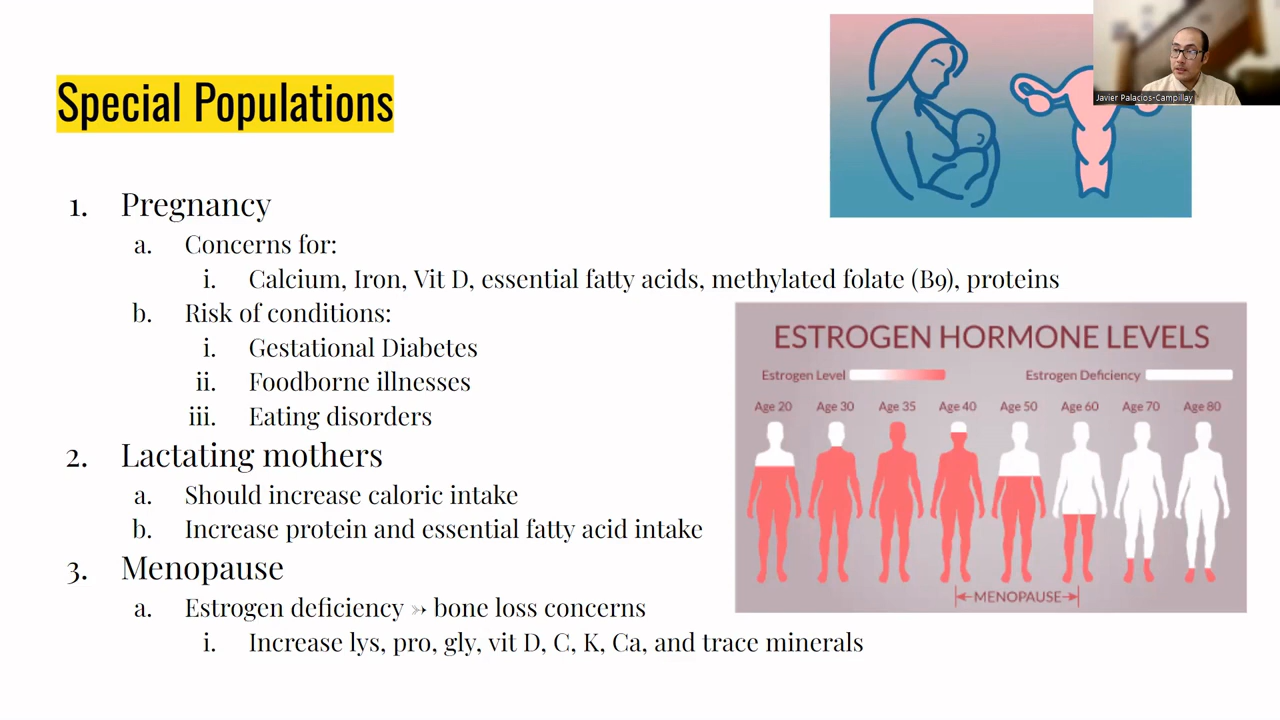 Special Populations
Javier Palacios-Campillay
1. Pregnancy
a. Concerns for:
i. Calcium, Iron, Vit D, essential fatty acids, methylated folate (B9), proteins
b. Risk of conditions:
i. Gestational Diabetes
ii. Foodborne illnesses
iii. Eating disorders
2. Lactating mothers
a. Should increase caloric intake
b. Increase protein and essential fatty acid intake
3. Menopause
a. Estrogen deficiency ➳ bone loss concerns
i. Increase lys, pro, gly, vit D, C, K, Ca, and trace minerals
ESTROGEN HORMONE LEVELS
Estrogen Level Estrogen Deficiency
Age 20 Age 30 Age 35 Age 40 Age 50 Age 60 Age 70 Age 80
MENOPAUSE